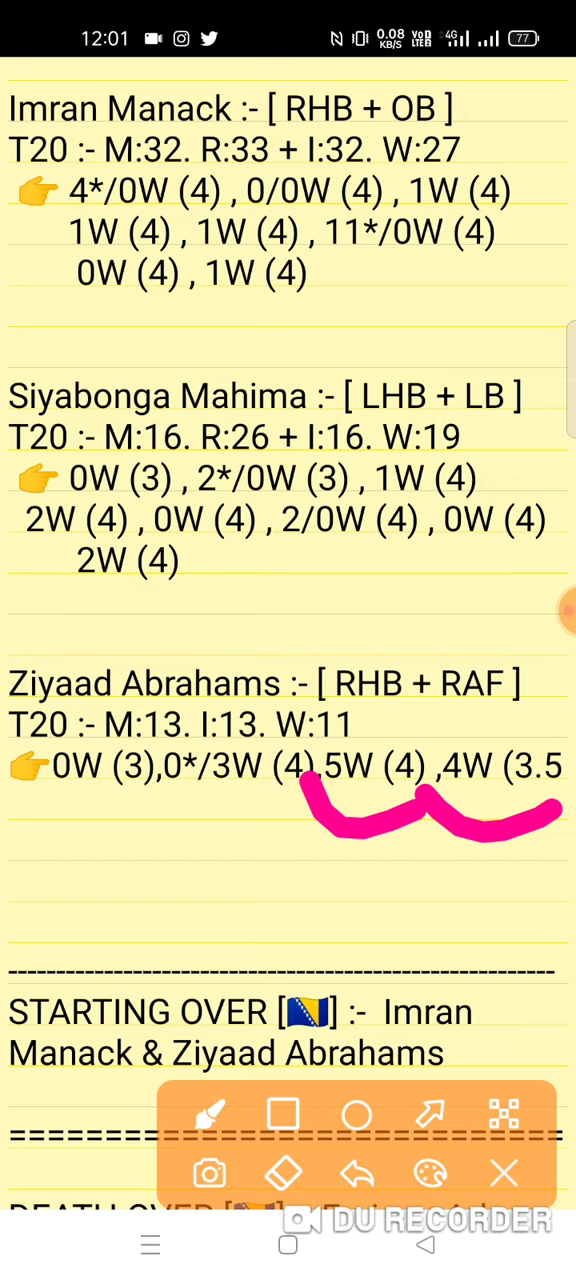 12:01 0.08 KB/S VoD LTE2 4G 77
Imran Manack :- [ RHB + OB ]
T20 :- M:32. R:33 + I:32. W:27
👉 4*/0W (4) , 0/0W (4) , 1W (4)
1W (4) , 1W (4) , 11*/0W (4)
0W (4) , 1W (4)
Siyabonga Mahima :- [ LHB + LB ]
T20 :- M:16. R:26 + I:16. W:19
👉 0W (3) , 2*/0W (3) , 1W (4)
2W (4) , 0W (4) , 2/0W (4) , 0W (4)
2W (4)
Ziyaad Abrahams :- [ RHB + RAF ]
T20 :- M:13. I:13. W:11
👉0W (3),0*/3W (4),5W (4) ,4W (3.5
--------------------------------------------------------
STARTING OVER [🇧🇦] :- Imran
Manack & Ziyaad Abrahams
==============================
DU RECORDER